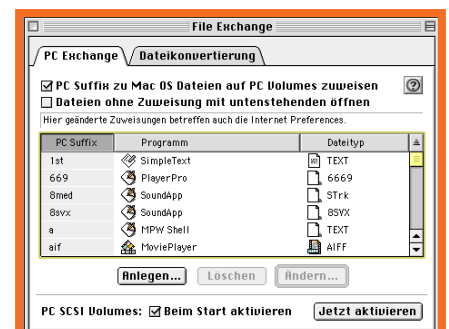 File Exchange
PC Exchange Dateikonvertierung
PC Suffix zu Mac OS Dateien auf PC Volumes zuweisen
Dateien ohne Zuweisung mit untenstehenden öffnen
Hier geänderte Zuweisungen betreffen auch die Internet Preferences.
PC Suffix Programm Dateityp
1st SimpleText TEXT
669 PlayerPro 6669
8med SoundApp STrk
8svx SoundApp 8SVX
a MPW Shell TEXT
aif MoviePlayer AIFF
Anlegen... Löschen Ändern...
PC SCSI Volumes: Beim Start aktivieren Jetzt aktivieren